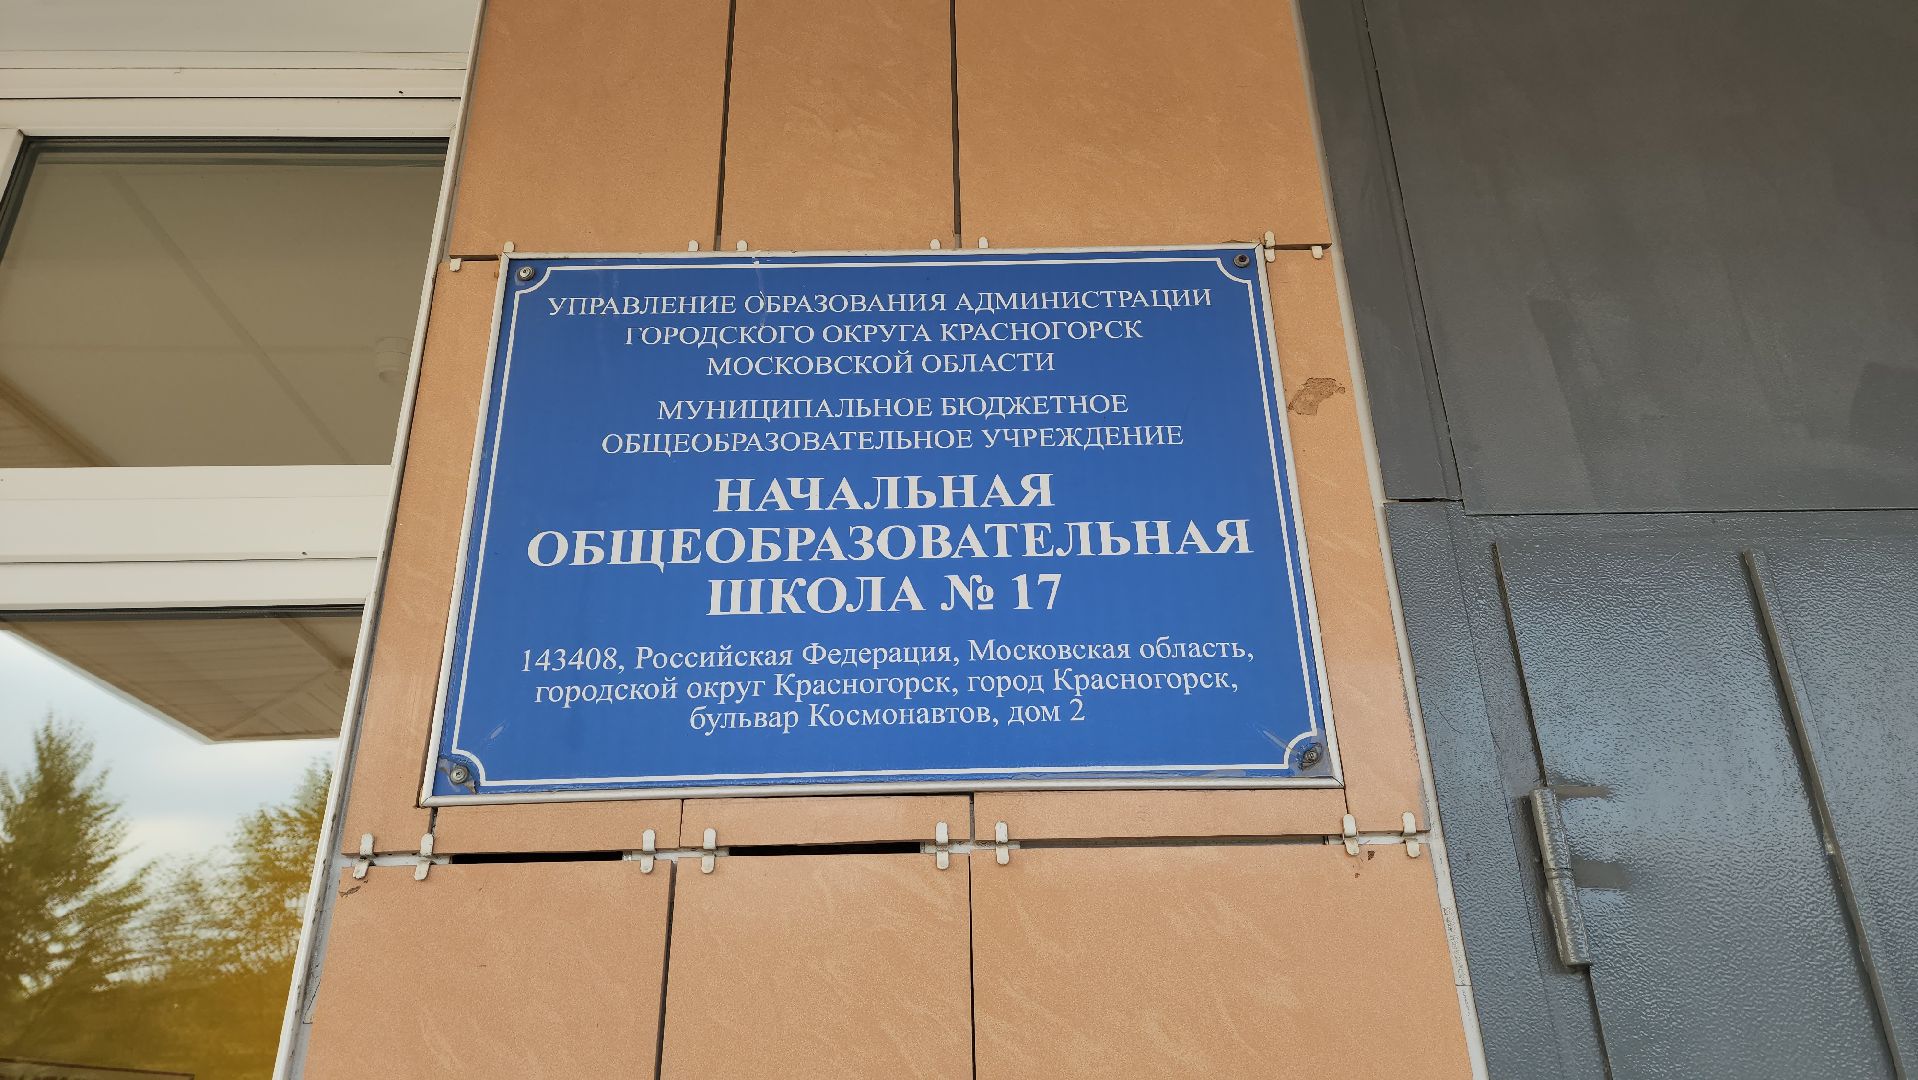 УПРАВЛЕНИЕ ОБРАЗОВАНИЯ АДМИНИСТРАЦИИ
ГОРОДСКОГО ОКРУГА КРАСНОГОРСК
МОСКОВСКОЙ ОБЛАСТИ
МУНИЦИПАЛЬНОЕ БЮДЖЕТНОЕ
ОБЩЕОБРАЗОВАТЕЛЬНОЕ УЧРЕЖДЕНИЕ
НАЧАЛЬНАЯ
ОБЩЕОБРАЗОВАТЕЛЬНАЯ
ШКОЛА № 17
143408, Российская Федерация, Московская область,
городской округ Красногорск, город Красногорск,
бульвар Космонавтов, дом 2